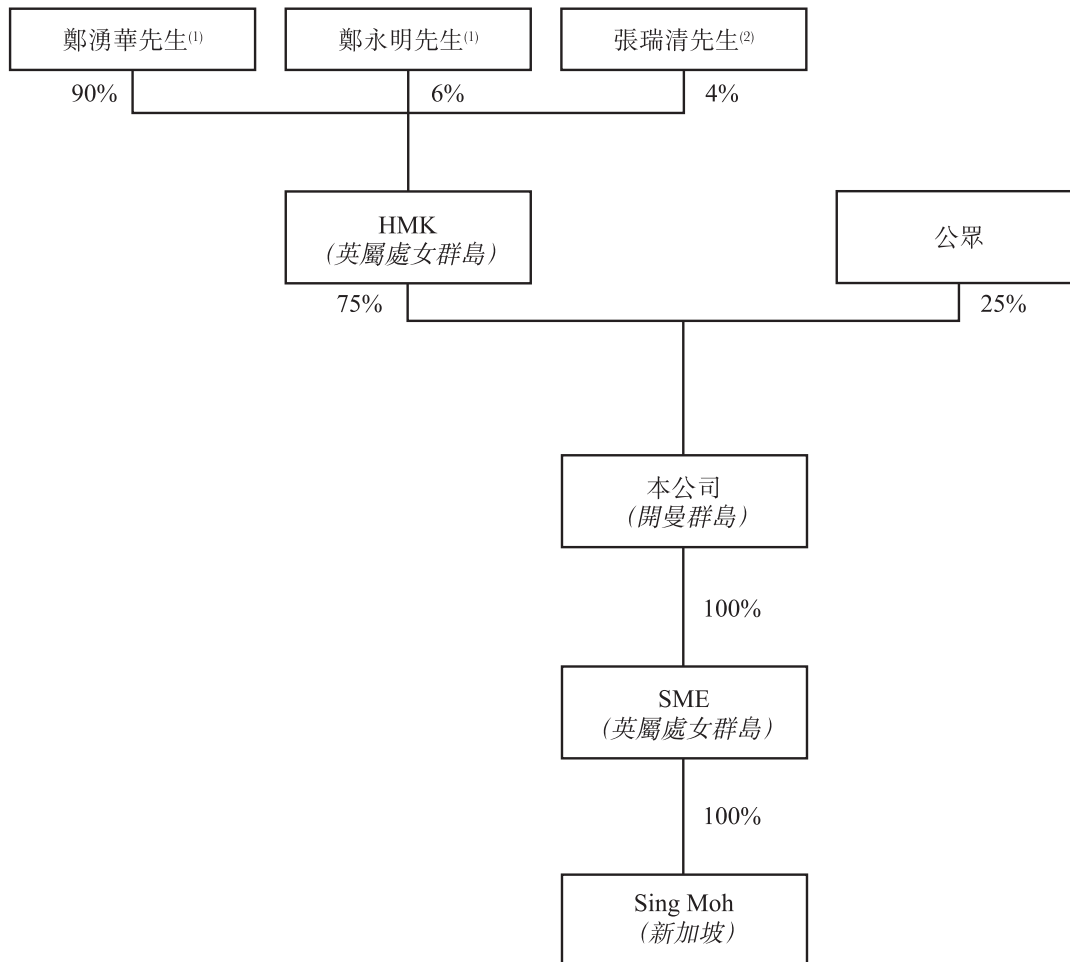 鄭湧華先生(1)
鄭永明先生(1)
張瑞清先生(2)
90%
6%
4%
HMK
(英屬處女群島)
公眾
75%
25%
本公司
(開曼群島)
100%
SME
(英屬處女群島)
100%
Sing Moh
(新加坡)